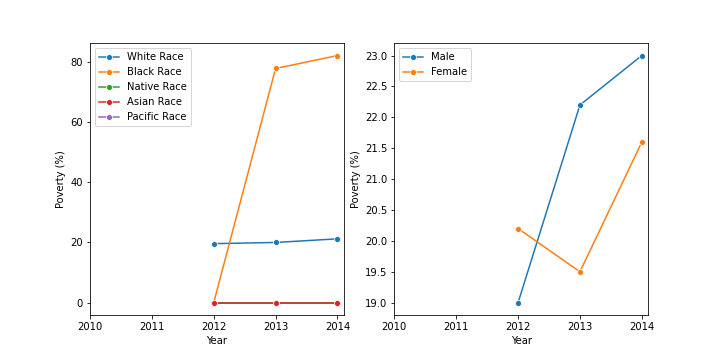 White Race
Black Race
Native Race
Asian Race
Pacific Race
80
60
40
20
0
Poverty (%)
2010 2011 2012 2013 2014
Year
Male
Female
23.0
22.5
22.0
21.5
21.0
20.5
20.0
19.5
19.0
Poverty (%)
2010 2011 2012 2013 2014
Year